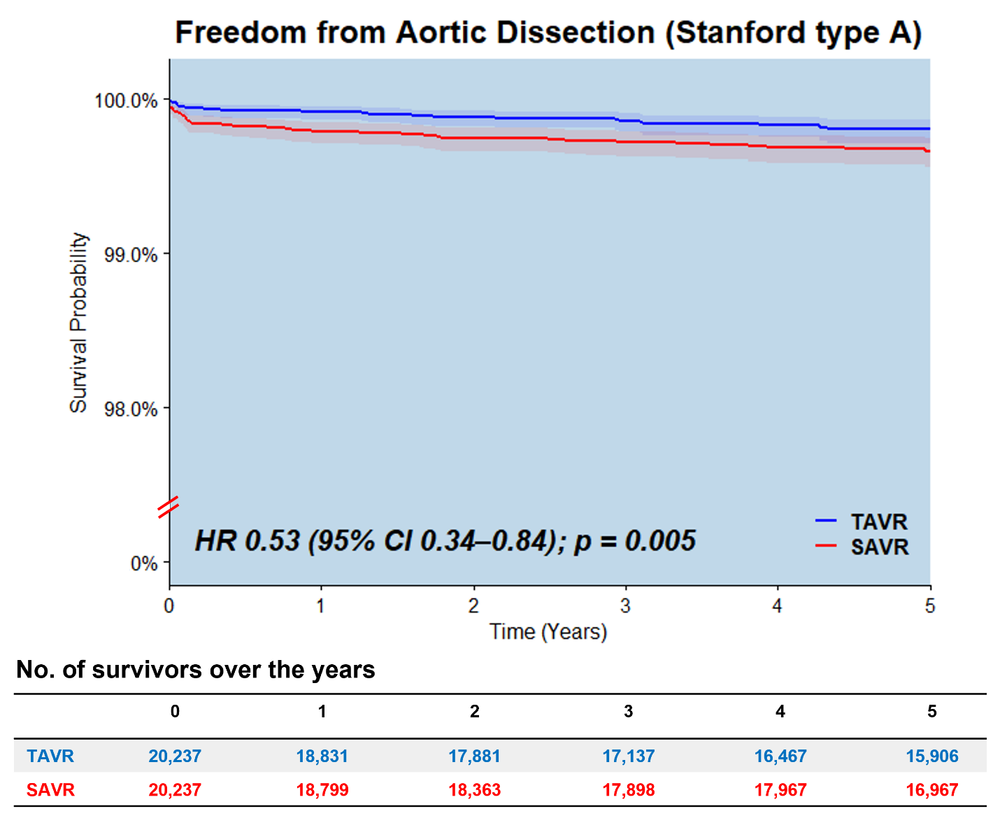 Freedom from Aortic Dissection (Stanford type A)
100.0%
99.0%
98.0%
0%
Survival Probability
HR 0.53 (95% CI 0.34–0.84); p = 0.005
TAVR
SAVR
0 1 2 3 4 5
Time (Years)
No. of survivors over the years
0 1 2 3 4 5
TAVR 20,237 18,831 17,881 17,137 16,467 15,906
SAVR 20,237 18,799 18,363 17,898 17,967 16,967